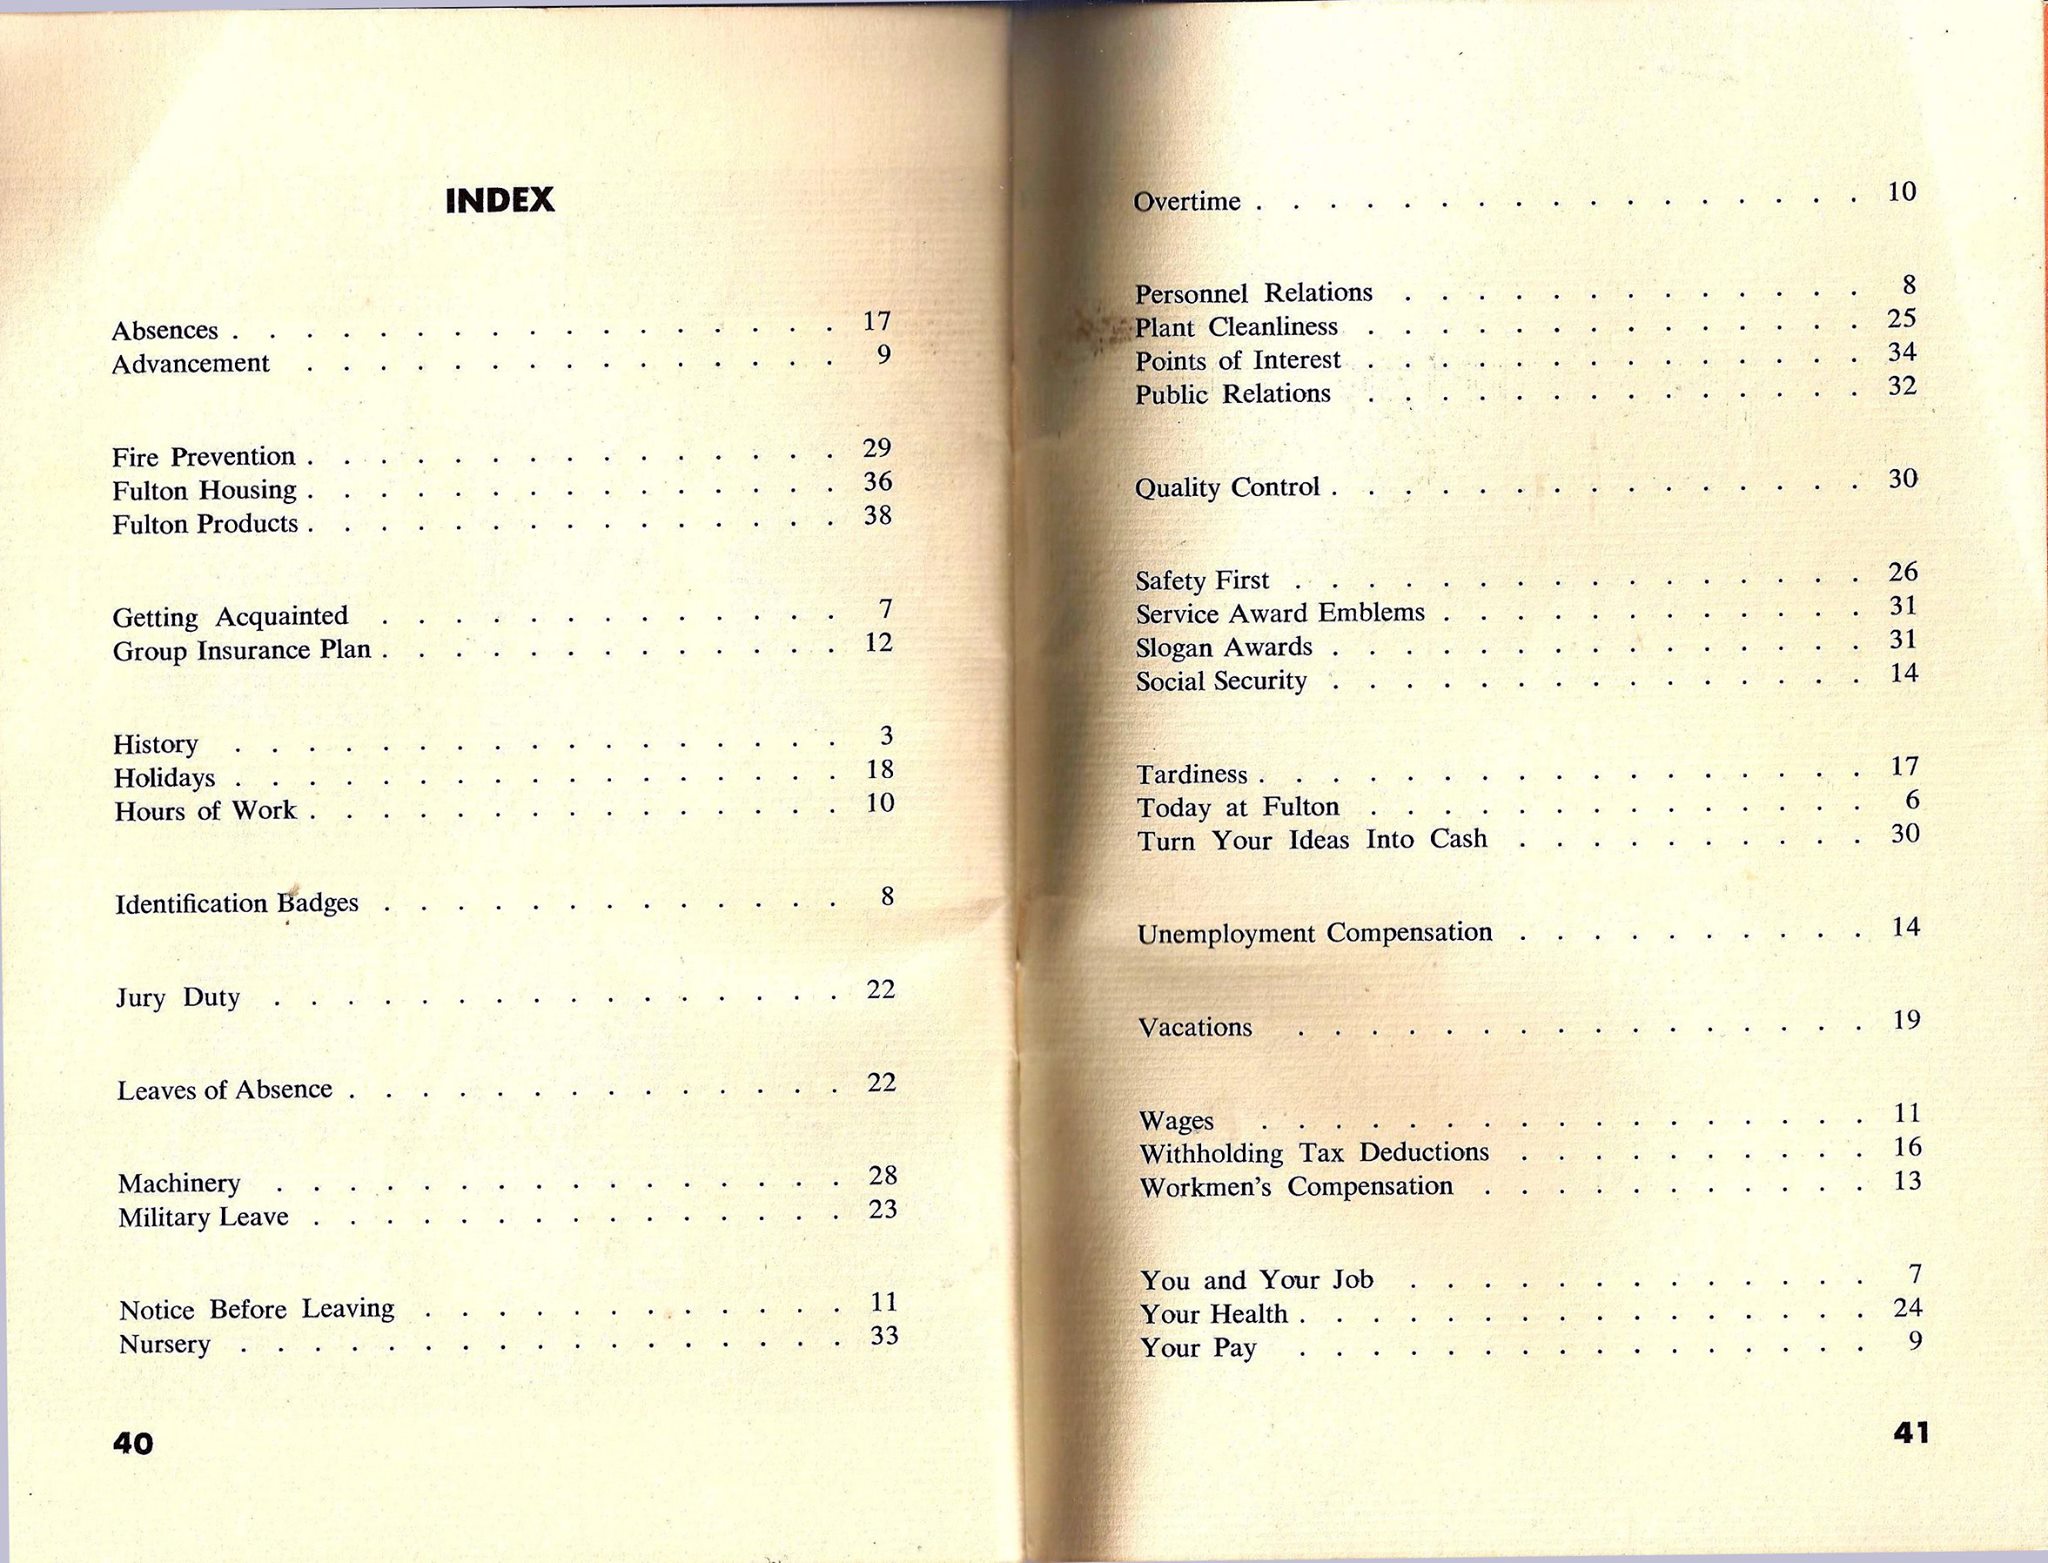 INDEX
Absences . . . . . . . . . . . . . . . . . 17
Advancement . . . . . . . . . . . . . . . 9
Fire Prevention . . . . . . . . . . . . . . . 29
Fulton Housing . . . . . . . . . . . . . . . 36
Fulton Products . . . . . . . . . . . . . . . 38
Getting Acquainted . . . . . . . . . . . . . 7
Group Insurance Plan . . . . . . . . . . . . . 12
History . . . . . . . . . . . . . . . . . 3
Holidays . . . . . . . . . . . . . . . . . 18
Hours of Work . . . . . . . . . . . . . . . 10
Identification Badges . . . . . . . . . . . . . 8
Jury Duty . . . . . . . . . . . . . . . . 22
Leaves of Absence . . . . . . . . . . . . . . 22
Machinery . . . . . . . . . . . . . . . . 28
Military Leave . . . . . . . . . . . . . . . 23
Notice Before Leaving . . . . . . . . . . . . 11
Nursery . . . . . . . . . . . . . . . . . 33
40
Overtime . . . . . . . . . . . . . . . . . 10
Personnel Relations . . . . . . . . . . . . . 8
Plant Cleanliness . . . . . . . . . . . . . . 25
Points of Interest . . . . . . . . . . . . . . 34
Public Relations . . . . . . . . . . . . . . 32
Quality Control . . . . . . . . . . . . . . . 30
Safety First . . . . . . . . . . . . . . . . 26
Service Award Emblems . . . . . . . . . . . . 31
Slogan Awards . . . . . . . . . . . . . . . 31
Social Security . . . . . . . . . . . . . . . 14
Tardiness . . . . . . . . . . . . . . . . . 17
Today at Fulton . . . . . . . . . . . . . . 6
Turn Your Ideas Into Cash . . . . . . . . . . 30
Unemployment Compensation . . . . . . . . . . 14
Vacations . . . . . . . . . . . . . . . . 19
Wages . . . . . . . . . . . . . . . . . 11
Withholding Tax Deductions . . . . . . . . . . 16
Workmen's Compensation . . . . . . . . . . . 13
You and Your Job . . . . . . . . . . . . . 7
Your Health . . . . . . . . . . . . . . . . 24
Your Pay . . . . . . . . . . . . . . . . 9
41